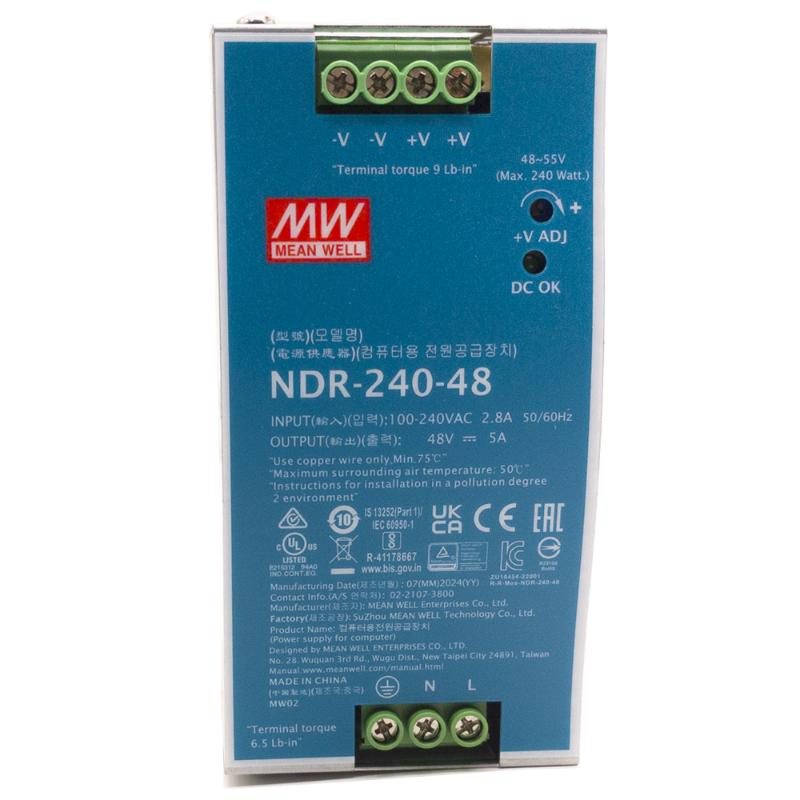 -V -V +V +V
"Terminal torque 9 Lb-in"
48~55V
(Max. 240 Watt.)
+
+V ADJ
DC OK
MW
MEAN WELL
(型號)(모델명)
(電源供應器)(컴퓨터용 전원공급장치)
NDR-240-48
INPUT(輸入)(입력):100-240VAC 2.8A 50/60Hz
OUTPUT(輸出)(출력): 48V ⎓ 5A
"Use copper wire only, Min.75℃"
"Maximum surrounding air temperature: 50℃"
"Instructions for installation in a pollution degree
2 environment"
10
IS 13252(Part1)/
IEC 60950-1
UK
CA
CE
EAC
c UL US
LISTED
IND.CONT.EQ.
R-41178667
www.bis.gov.in
Manufacturing Date(제조년월) : 07(MM)2024(YY)
Contact Info.(A/S 연락처) : 02-2107-3800
Manufacturer(제조자): MEAN WELL Enterprises Co., Ltd.
Factory(제조공장): SuZhou MEAN WELL Technology Co., Ltd.
Product Name: 컴퓨터용전원공급장치
(Power supply for computer)
Designed by MEAN WELL ENTERPRISES CO., LTD.
No. 28, Wuquan 3rd Rd., Wugu Dist., New Taipei City 24891, Taiwan
Manual:www.meanwell.com/manual.html
MADE IN CHINA
(中國製造)(제조국:중국)
MW02
N L
"Terminal torque
6.5 Lb-in"